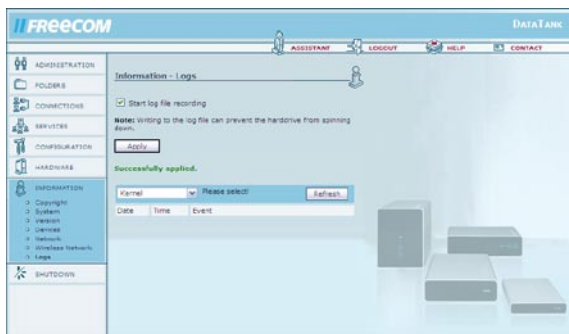 FREECOM
DATATANK
ASSISTANT
LOGOUT
HELP
CONTACT
ADMINISTRATION
FOLDERS
CONNECTIONS
SERVICES
CONFIGURATION
HARDWARE
INFORMATION
Copyright
System
Version
Devices
Network
Wireless Network
Logs
SHUTDOWN
Information - Logs
Start log file recording
Note: Writing to the log file can prevent the harddrive from spinning
down.
Apply
Successfully applied.
Kernel
Please select!
Refresh
Date Time Event